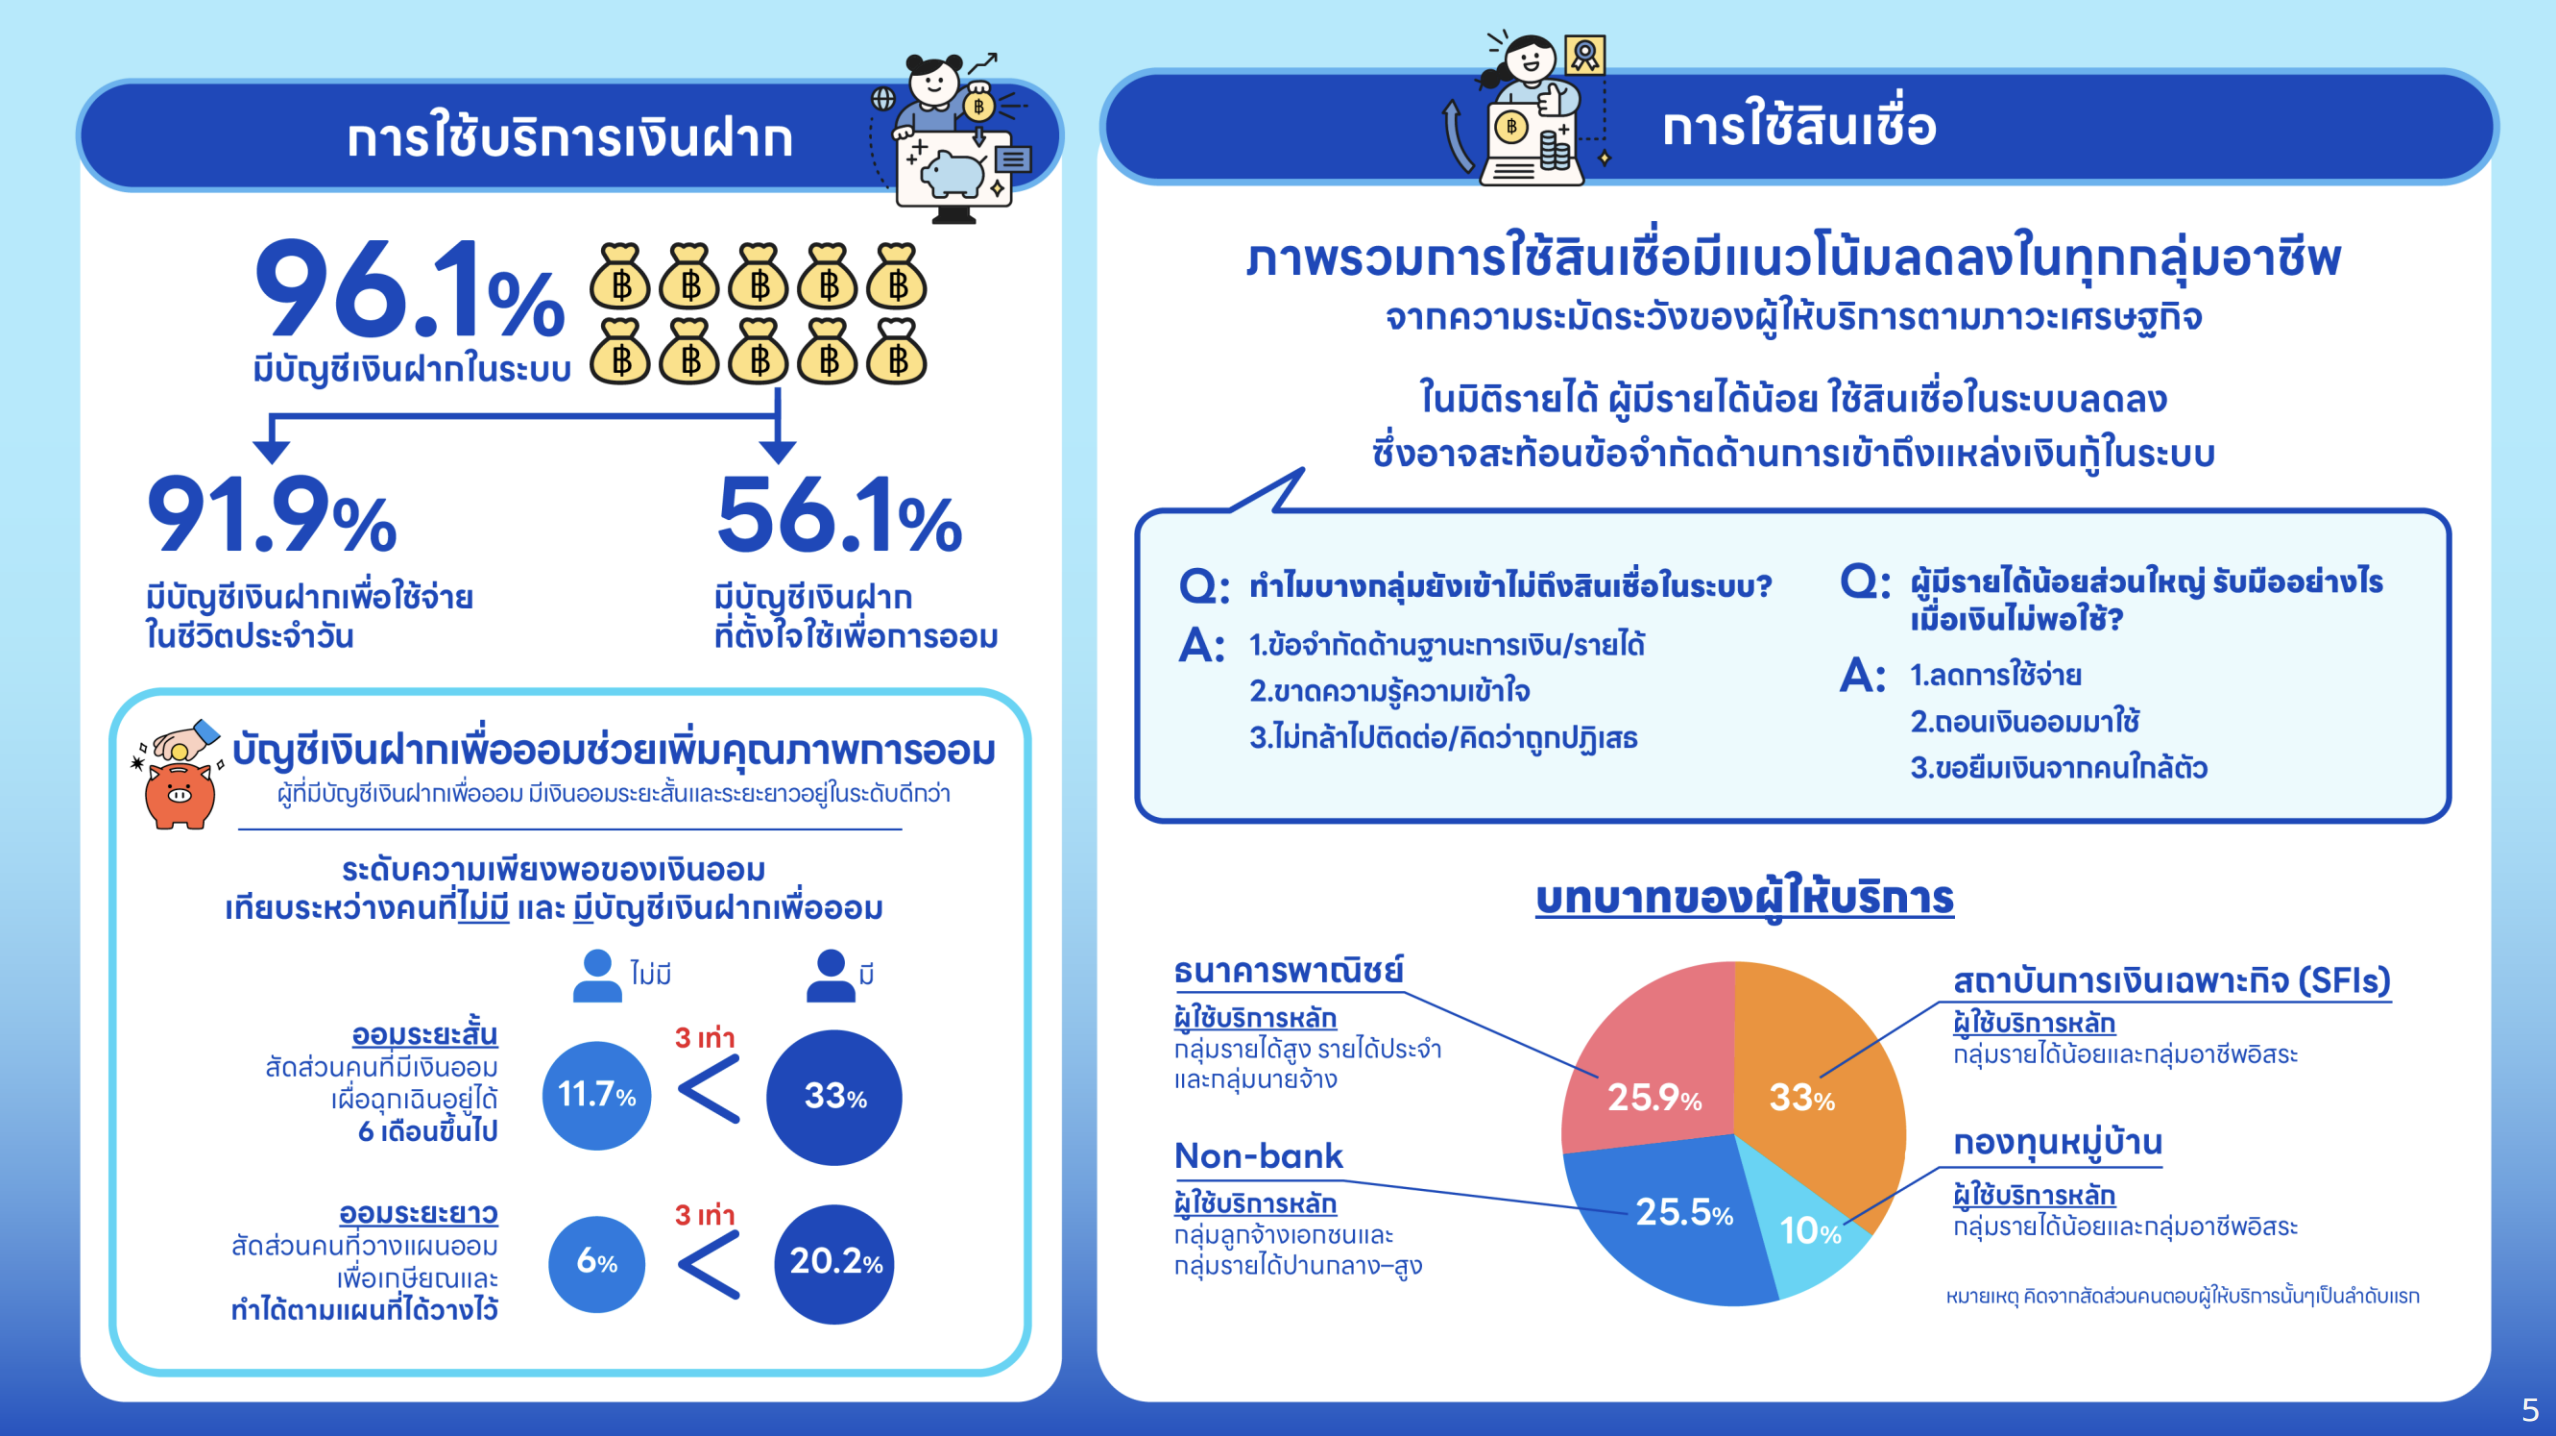 การใช้บริการเงินฝาก
96.1%
มีบัญชีเงินฝากในระบบ
91.9%
มีบัญชีเงินฝากเพื่อใช้จ่าย
ในชีวิตประจำวัน
56.1%
มีบัญชีเงินฝาก
ที่ตั้งใจใช้เพื่อการออม
บัญชีเงินฝากเพื่อออมช่วยเพิ่มคุณภาพการออม
ผู้ที่มีบัญชีเงินฝากเพื่อออม มีเงินออมระยะสั้นและระยะยาวอยู่ในระดับดีกว่า
ระดับความเพียงพอของเงินออม
เทียบระหว่างคนที่ไม่มี และ มีบัญชีเงินฝากเพื่อออม
ไม่มี
มี
ออมระยะสั้น
สัดส่วนคนที่มีเงินออม
เผื่อฉุกเฉินอยู่ได้
6 เดือนขึ้นไป
11.7%
3 เท่า
<
33%
ออมระยะยาว
สัดส่วนคนที่วางแผนออม
เพื่อเกษียณและ
ทำได้ตามแผนที่ได้วางไว้
6%
3 เท่า
<
20.2%
การใช้สินเชื่อ
ภาพรวมการใช้สินเชื่อมีแนวโน้มลดลงในทุกกลุ่มอาชีพ
จากความระมัดระวังของผู้ให้บริการตามภาวะเศรษฐกิจ
ในมิติรายได้ ผู้มีรายได้น้อย ใช้สินเชื่อในระบบลดลง
ซึ่งอาจสะท้อนข้อจำกัดด้านการเข้าถึงแหล่งเงินกู้ในระบบ
Q: ทำไมบางกลุ่มยังเข้าไม่ถึงสินเชื่อในระบบ?
A: 1.ข้อจำกัดด้านฐานะการเงิน/รายได้
2.ขาดความรู้ความเข้าใจ
3.ไม่กล้าไปติดต่อ/คิดว่าถูกปฏิเสธ
Q: ผู้มีรายได้น้อยส่วนใหญ่ รับมืออย่างไร
เมื่อเงินไม่พอใช้?
A: 1.ลดการใช้จ่าย
2.ถอนเงินออมมาใช้
3.ขอยืมเงินจากคนใกล้ตัว
บทบาทของผู้ให้บริการ
ธนาคารพาณิชย์
ผู้ใช้บริการหลัก
กลุ่มรายได้สูง รายได้ประจำ
และกลุ่มนายจ้าง
25.9%
Non-bank
ผู้ใช้บริการหลัก
กลุ่มลูกจ้างเอกชนและ
กลุ่มรายได้ปานกลาง–สูง
25.5%
สถาบันการเงินเฉพาะกิจ (SFIs)
ผู้ใช้บริการหลัก
กลุ่มรายได้น้อยและกลุ่มอาชีพอิสระ
33%
กองทุนหมู่บ้าน
ผู้ใช้บริการหลัก
กลุ่มรายได้น้อยและกลุ่มอาชีพอิสระ
10%
หมายเหตุ คิดจากสัดส่วนคนตอบผู้ให้บริการนั้นๆเป็นลำดับแรก
5